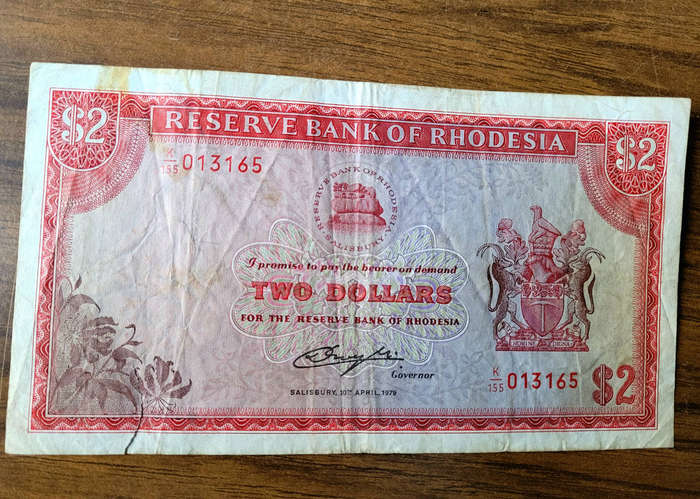 $2
RESERVE BANK OF RHODESIA
$2
K/155 013165
RESERVE BANK OF RHODESIA
SALISBURY
I promise to pay the bearer on demand
TWO DOLLARS
FOR THE RESERVE BANK OF RHODESIA
Governor
K/155 013165
$2
SALISBURY, 10TH APRIL, 1979